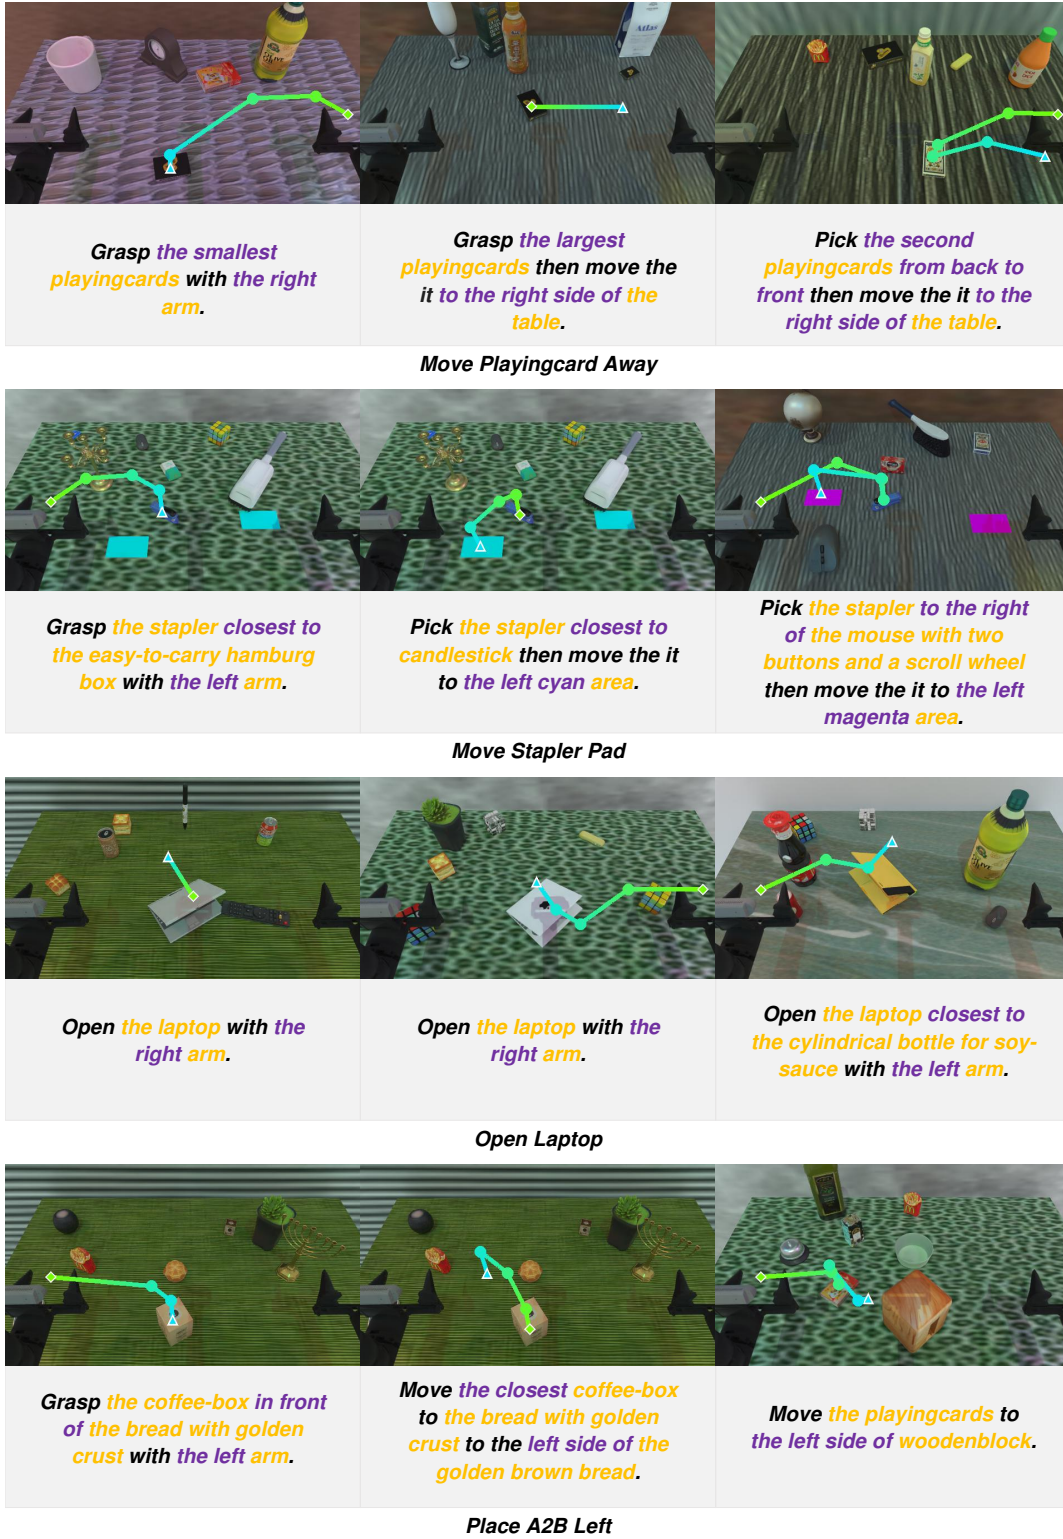 Atlas
Grasp the smallest
playingcards with the right
arm.
Grasp the largest
playingcards then move the
it to the right side of the
table.
Pick the second
playingcards from back to
front then move the it to the
right side of the table.
Move Playingcard Away
Grasp the stapler closest to
the easy-to-carry hamburg
box with the left arm.
Pick the stapler closest to
candlestick then move the it
to the left cyan area.
Pick the stapler to the right
of the mouse with two
buttons and a scroll wheel
then move the it to the left
magenta area.
Move Stapler Pad
Open the laptop with the
right arm.
Open the laptop with the
right arm.
Open the laptop closest to
the cylindrical bottle for soy-
sauce with the left arm.
Open Laptop
Grasp the coffee-box in front
of the bread with golden
crust with the left arm.
Move the closest coffee-box
to the bread with golden
crust to the left side of the
golden brown bread.
Move the playingcards to
the left side of woodenblock.
Place A2B Left